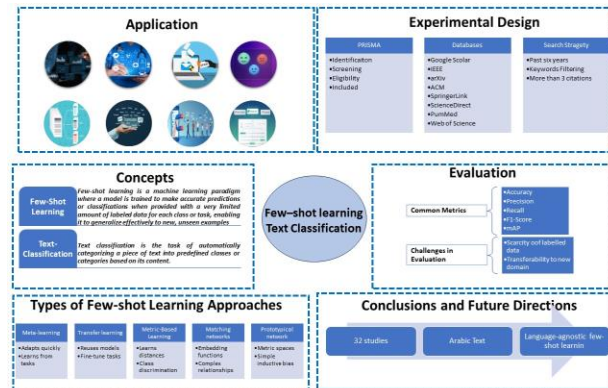 Application
Experimental Design
PRISMA
•Identification
•Screening
•Eligibility
•Included
Databases
•Google Scolar
•IEEE
•arXiv
•ACM
•SpringerLink
•ScienceDirect
•PumMed
•Web of Science
Search Stragety
•Past six years
•Keywords Filtering
•More than 3 citations
Concepts
Few-Shot
Learning
Few-shot learning is a machine learning paradigm
where a model is trained to make accurate predictions
or classifications when provided with a very limited
amount of labeled data for each class or task, enabling
it to generalize effectively to new, unseen examples
Text-
Classification
Text classification is the task of automatically
categorizing a piece of text into predefined classes or
categories based on its content.
Few–shot learning
Text Classification
Evaluation
Common Metrics
•Accuracy
•Precision
•Recall
•F1-Score
•mAP
Challenges in
Evaluation
•Scarcity oof labelled
data
•Transferability to new
domain
Types of Few-shot Learning Approaches
Meta-learning
•Adapts quickly
•Learns from
tasks
Transfer learning
•Reuses models
•Fine-tune tasks
Metric-Based Learning
•Learns
distances
•Class
discrimination
Matching
networks
•Embedding
functions
•Complex
relationships
Prototypical
network
•Metric spaces
•Simple
inductive bias
Conclusions and Future Directions
32 studies
Arabic Text
Language-agnostic few-
shot learnin